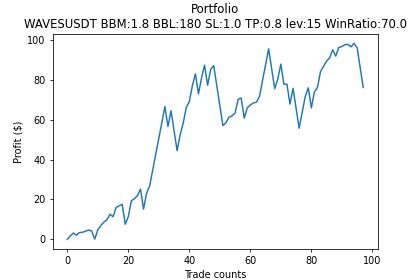 Portfolio
WAVESUSDT BBM:1.8 BBL:180 SL:1.0 TP:0.8 lev:15 WinRatio:70.0
100
80
60
40
20
0
Profit ($)
0 20 40 60 80 100
Trade counts